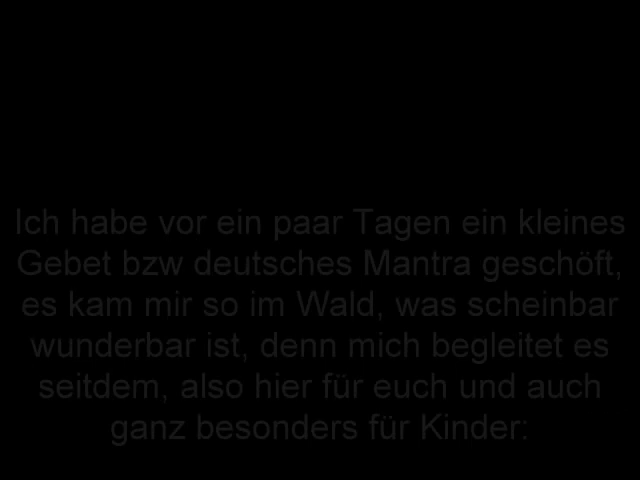 Ich habe vor ein paar Tagen ein kleines
Gebet bzw deutsches Mantra geschöft,
es kam mir so im Wald, was scheinbar
wunderbar ist, denn mich begleitet es
seitdem, also hier für euch und auch
ganz besonders für Kinder: